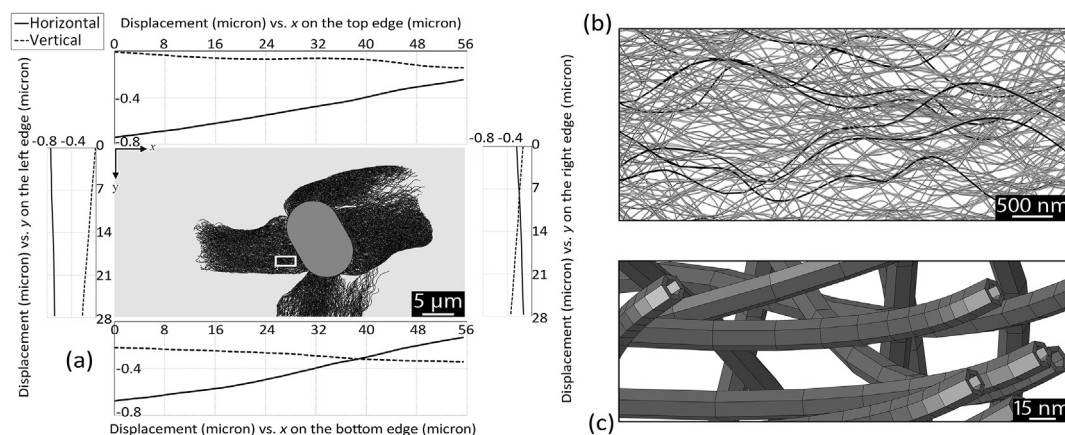 Displacement (micron) vs. x on the top edge (micron)
Horizontal
Vertical
0 8 16 24 32 40 48 56
-0.4
-0.8
Displacement (micron) vs. y on the left edge (micron)
-0.8 -0.4 0
7
14
21
28
x
y
5 μm
-0.8 -0.4 0
7
14
21
28
Displacement (micron) vs. y on the right edge (micron)
0 8 16 24 32 40 48 56
-0.4
-0.8
(a)
Displacement (micron) vs. x on the bottom edge (micron)
(b)
500 nm
(c)
15 nm